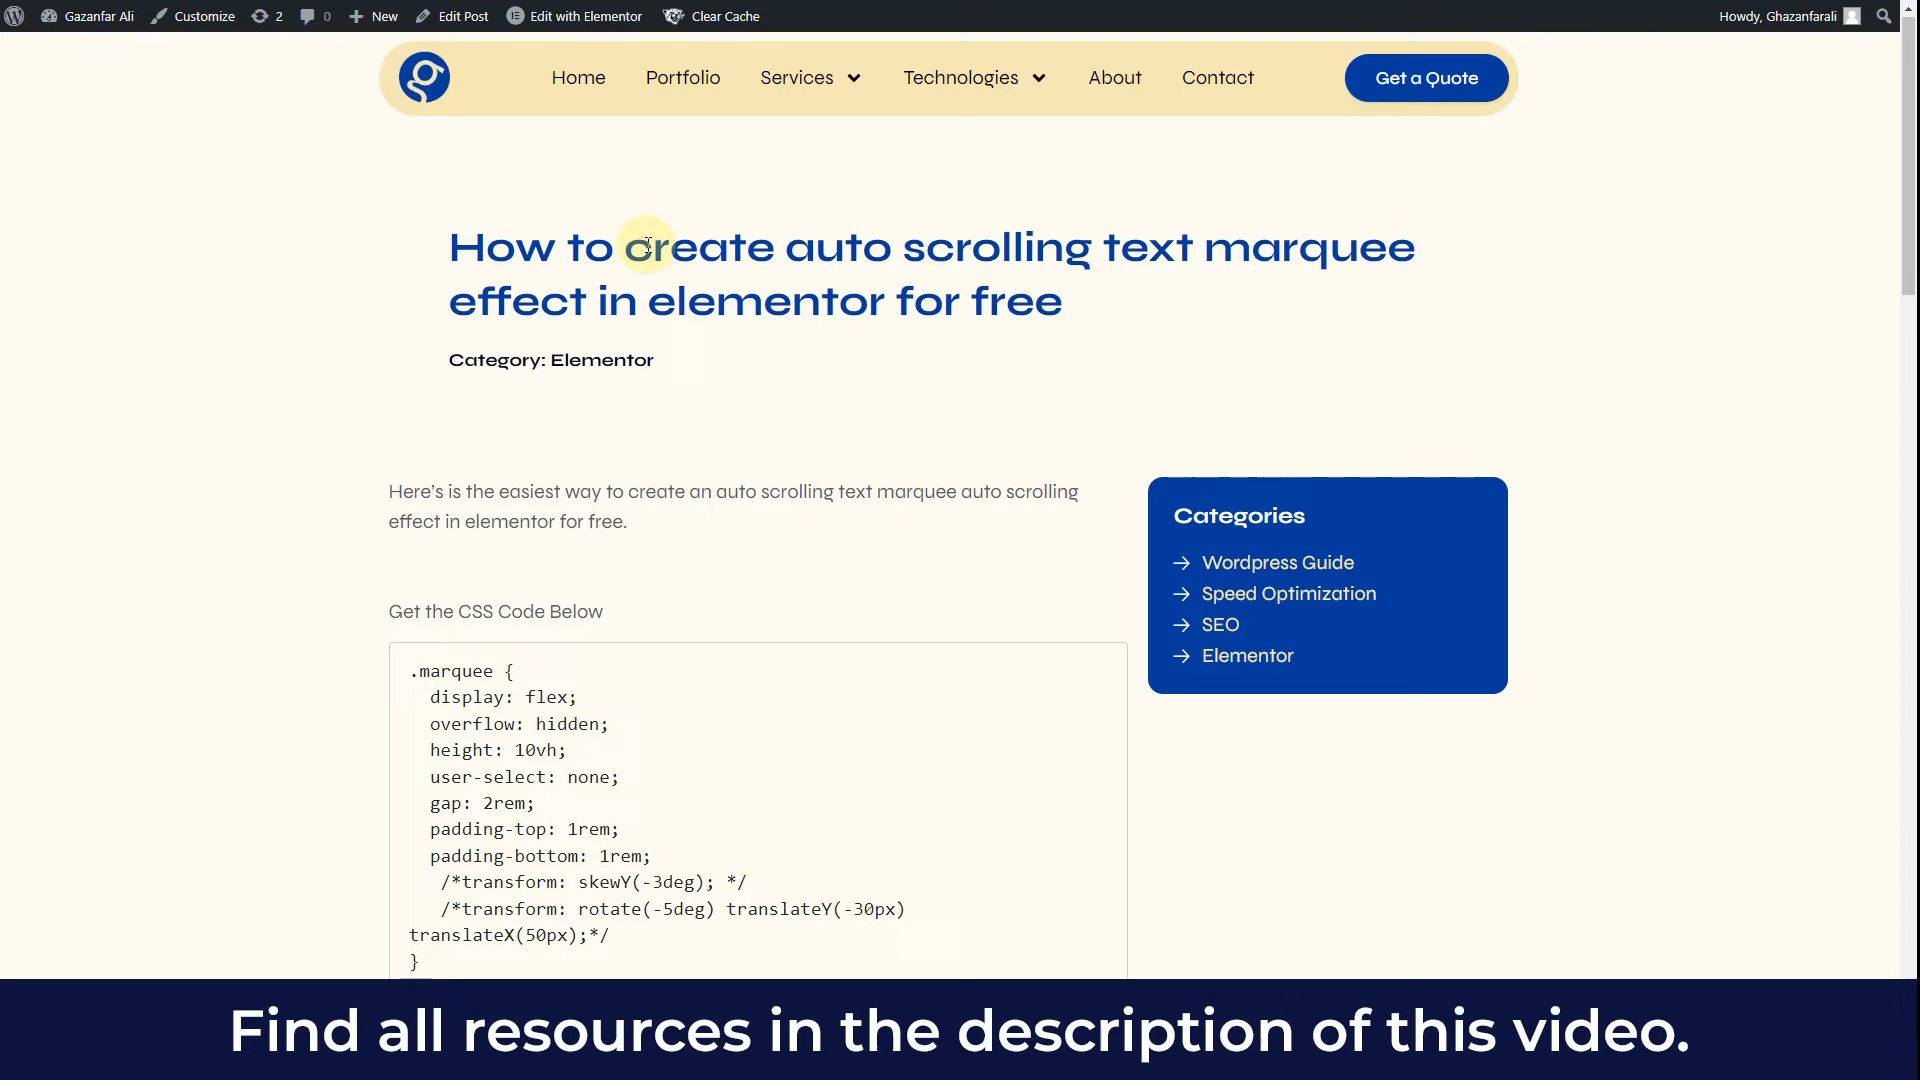 Gazanfar Ali Customize 2 0 New Edit Post Edit with Elementor Clear Cache Howdy, Ghazanfarali
Home Portfolio Services Technologies About Contact Get a Quote
How to create auto scrolling text marquee
effect in elementor for free
Category: Elementor
Here's is the easiest way to create an auto scrolling text marquee auto scrolling
effect in elementor for free.
Get the CSS Code Below
.marquee {
display: flex;
overflow: hidden;
height: 10vh;
user-select: none;
gap: 2rem;
padding-top: 1rem;
padding-bottom: 1rem;
/*transform: skewY(-3deg); */
/*transform: rotate(-5deg) translateY(-30px)
translateX(50px);*/
}
Categories
→ Wordpress Guide
→ Speed Optimization
→ SEO
→ Elementor
Find all resources in the description of this video.